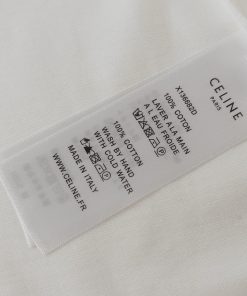 CELINE
PARIS
X136682D
100% COTON
LAVER A LA MAIN
A L EAU FROIDE
100% COTTON
WASH BY HAND
WITH COLD WATER
MADE IN ITALY
WWW.CELINE.FR